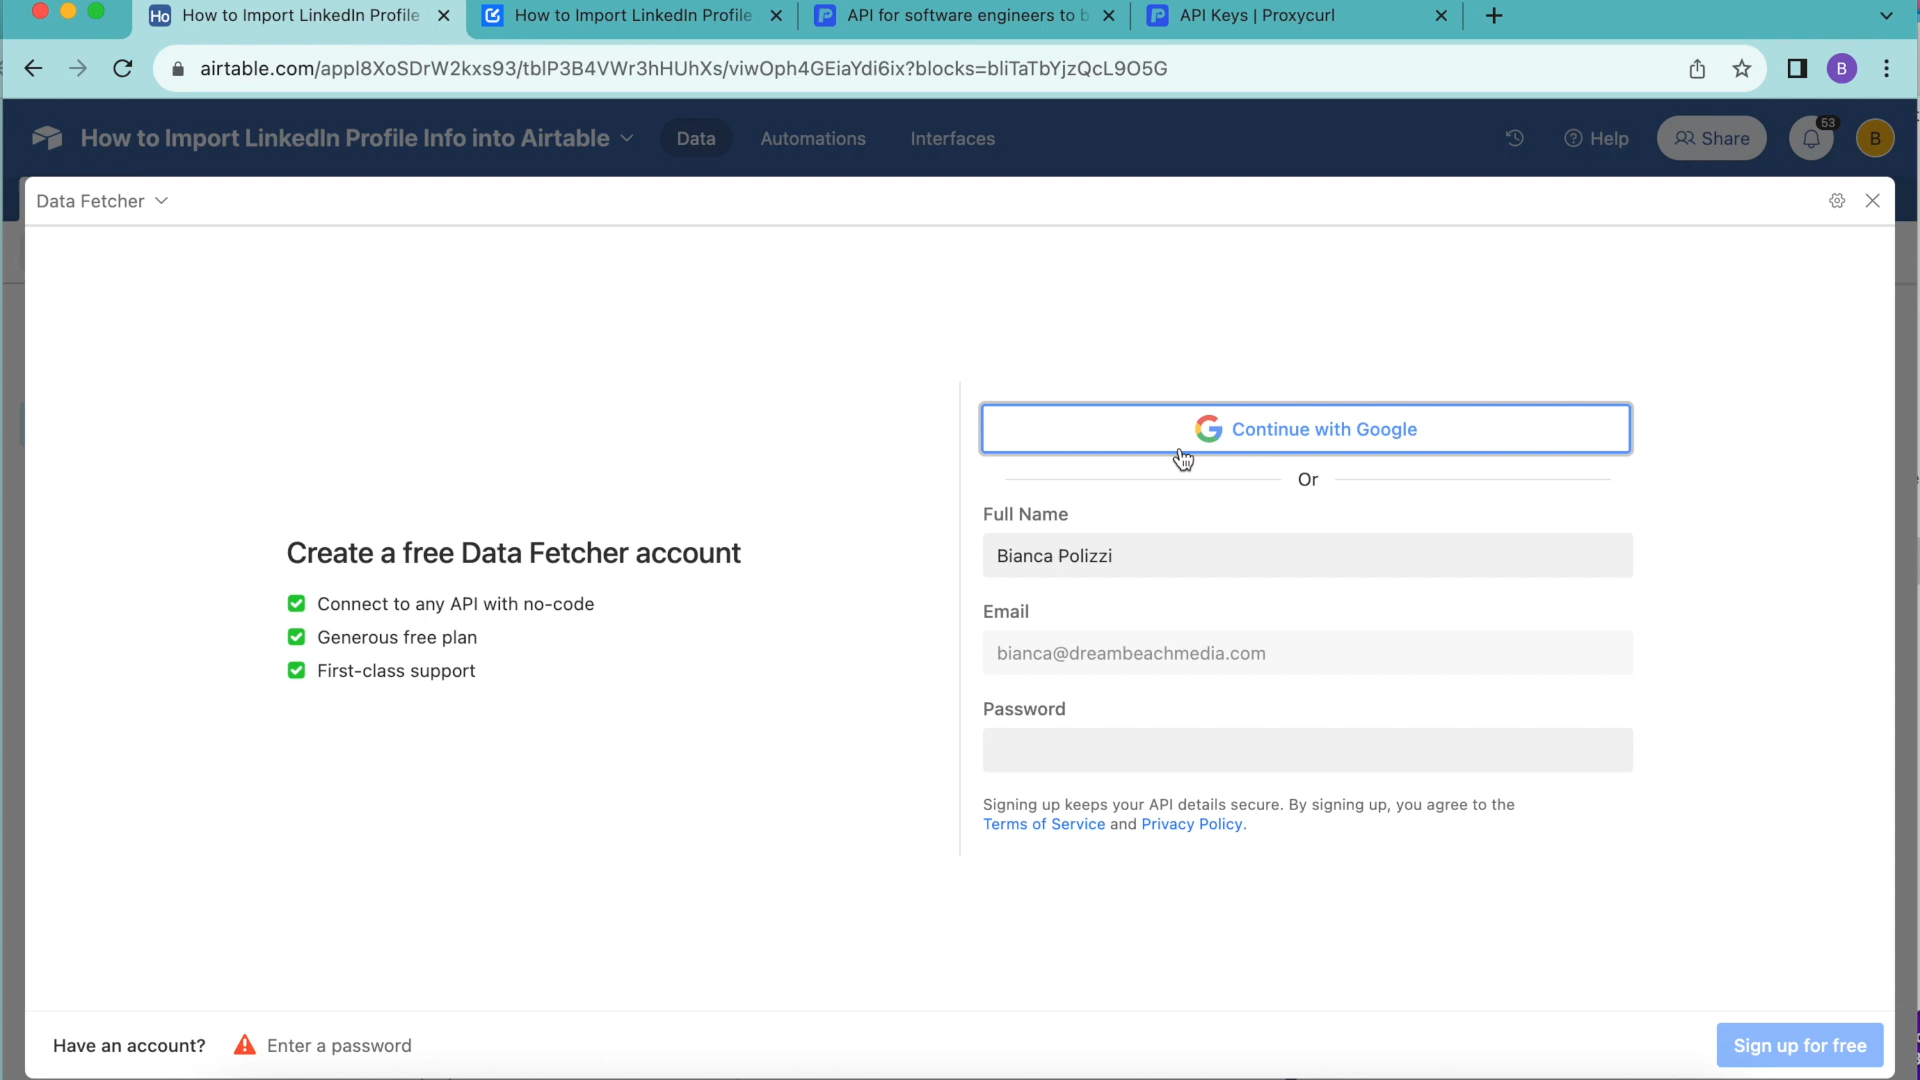 Ho How to Import LinkedIn Profile
How to Import LinkedIn Profile
API for software engineers to b
API Keys | Proxycurl
airtable.com/appl8XoSDrW2kxs93/tblP3B4VWr3hHUhXs/viwOph4GEiaYdi6ix?blocks=bliTaTbYjzQcL9O5G
B
How to Import LinkedIn Profile Info into Airtable
Data
Automations
Interfaces
Help
Share
53
B
Data Fetcher
Continue with Google
Or
Full Name
Bianca Polizzi
Email
bianca@dreambeachmedia.com
Password
Signing up keeps your API details secure. By signing up, you agree to the
Terms of Service and Privacy Policy.
Create a free Data Fetcher account
Connect to any API with no-code
Generous free plan
First-class support
Have an account?
Enter a password
Sign up for free